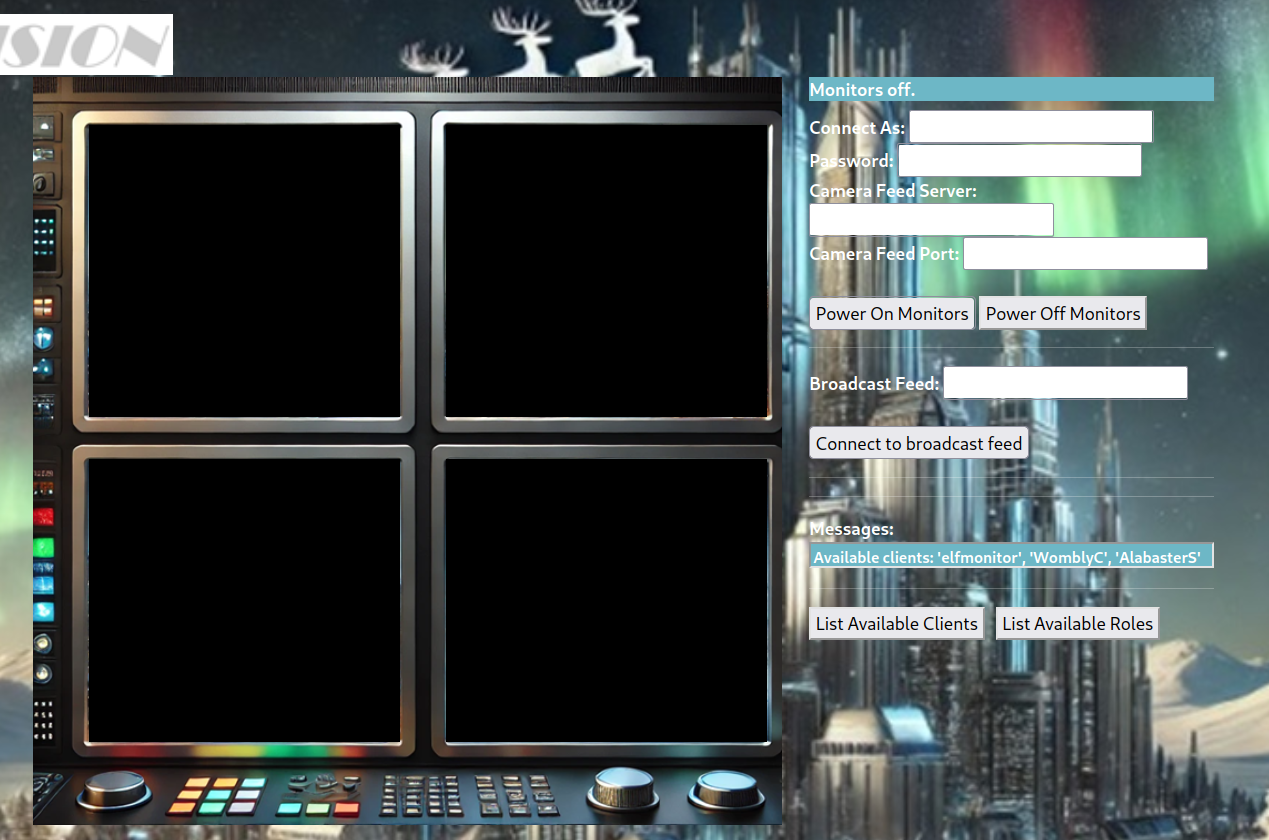 SION
Monitors off.
Connect As:
Password:
Camera Feed Server:
Camera Feed Port:
Power On Monitors Power Off Monitors
Broadcast Feed:
Connect to broadcast feed
Messages:
Available clients: 'elfmonitor', 'WomblyC', 'AlabasterS'
List Available Clients List Available Roles